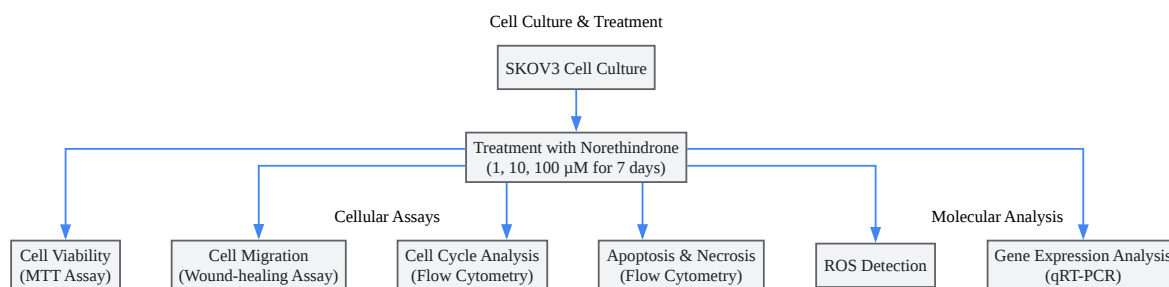 Cell Culture & Treatment
SKOV3 Cell Culture
Treatment with Norethindrone
(1, 10, 100 µM for 7 days)
Cellular Assays
Molecular Analysis
Cell Viability
(MTT Assay)
Cell Migration
(Wound-healing Assay)
Cell Cycle Analysis
(Flow Cytometry)
Apoptosis & Necrosis
(Flow Cytometry)
ROS Detection
Gene Expression Analysis
(qRT-PCR)